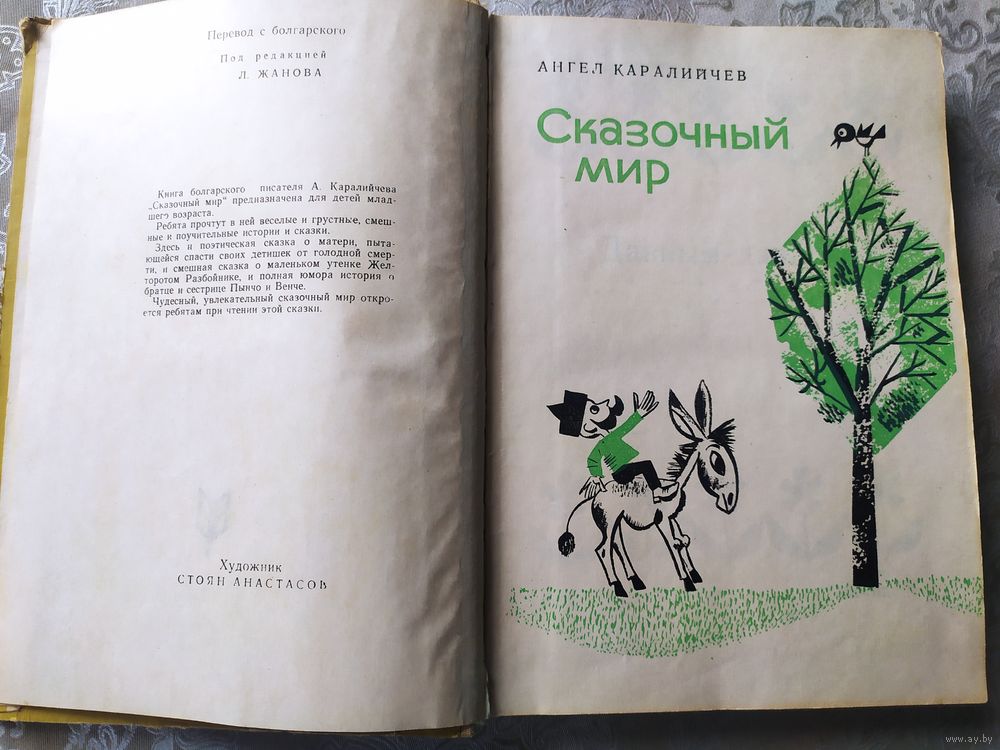 Перевод с болгарского
Под редакцией
Л. ЖАНОВА
Книга болгарского писателя А. Каралийчева
„Сказочный мир“ предназначена для детей млад-
шего возраста.
Ребята прочтут в ней веселые и грустные, смеш-
ные и поучительные истории и сказки.
Здесь и поэтическая сказка о матери, пыта-
ющейся спасти своих детишек от голодной смер-
ти, и смешная сказка о маленьком утенке Жел-
торотом Разбойнике, и полная юмора история о
братце и сестрице Пынчо и Венче.
Чудесный, увлекательный сказочный мир откро-
ется ребятам при чтении этой сказки.
Художник
СТОЯН АНАСТАСОВ
АНГЕЛ КАРАЛИЙЧЕВ
Сказочный
мир
www.ay.by